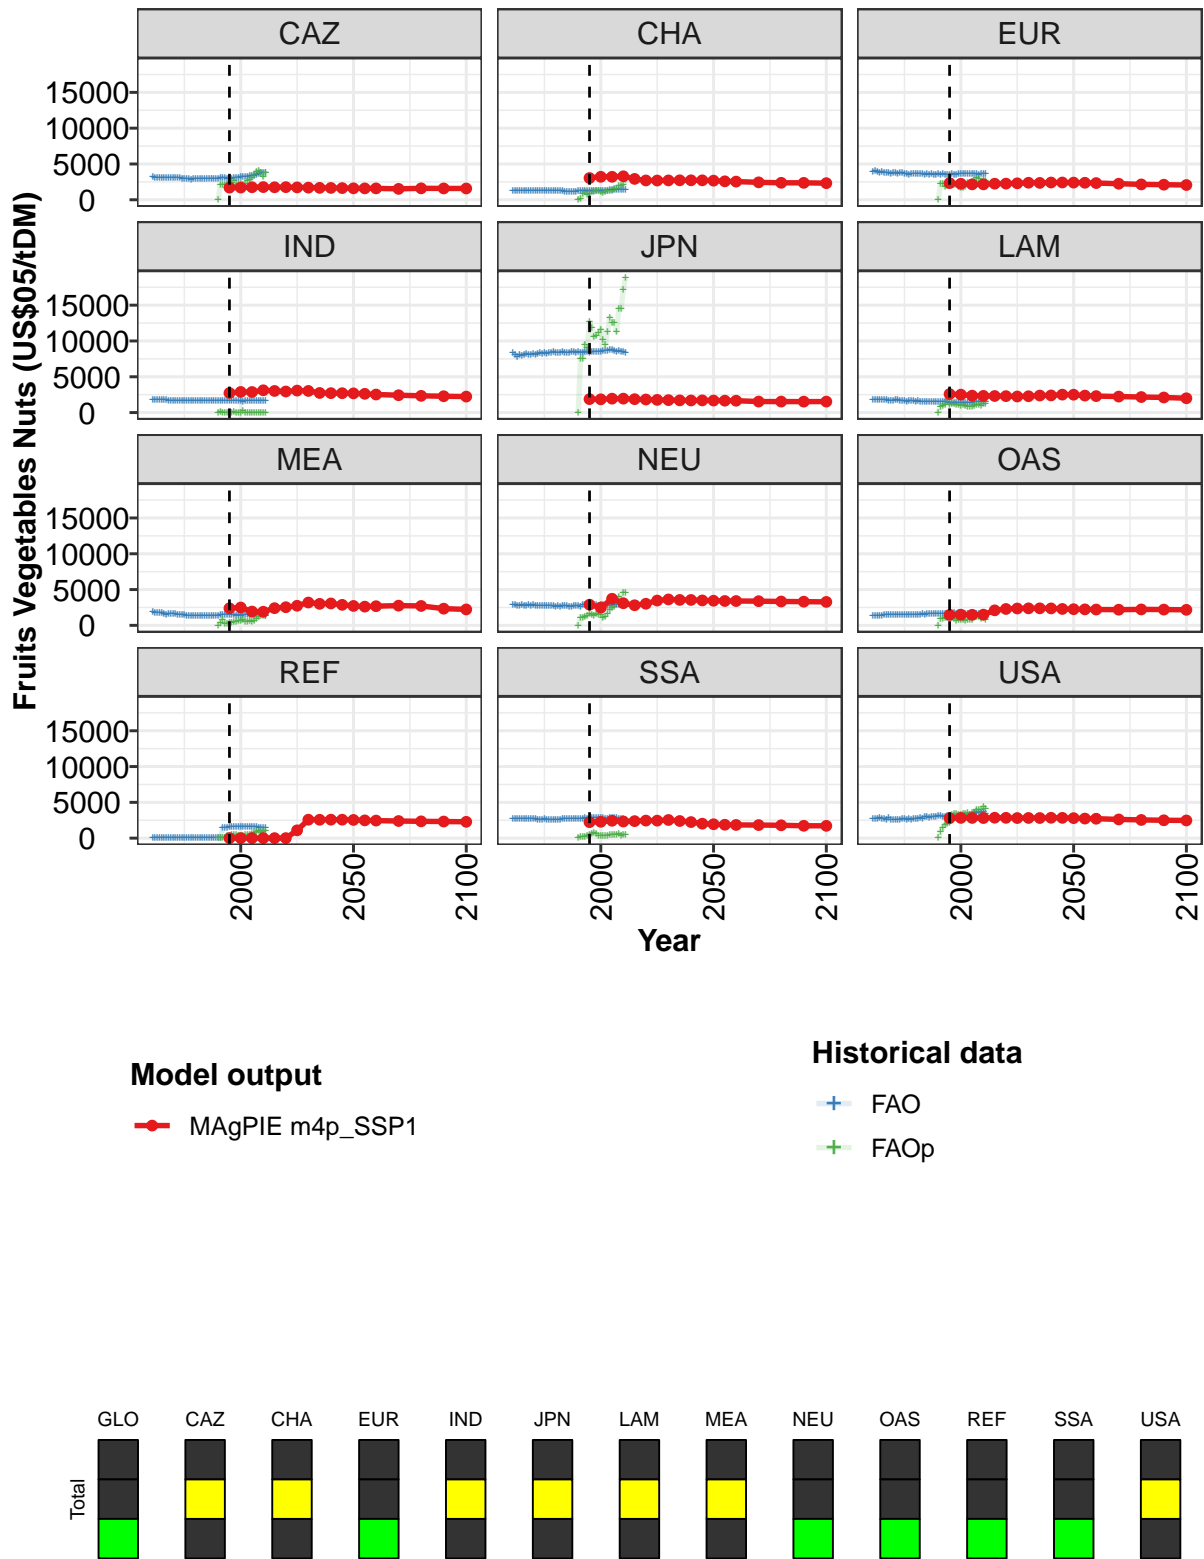 CAZ CHA EUR
15000
10000
5000
0
IND JPN LAM
15000
10000
5000
0
MEA NEU OAS
15000
10000
5000
0
REF SSA USA
15000
10000
5000
0
Fruits Vegetables Nuts (US$05/tDM)
2000 2050 2100 2000 2050 2100 2000 2050 2100
Year
Model output
MAgPIE m4p_SSP1
Historical data
FAO
FAOp
GLO CAZ CHA EUR IND JPN LAM MEA NEU OAS REF SSA USA
Total